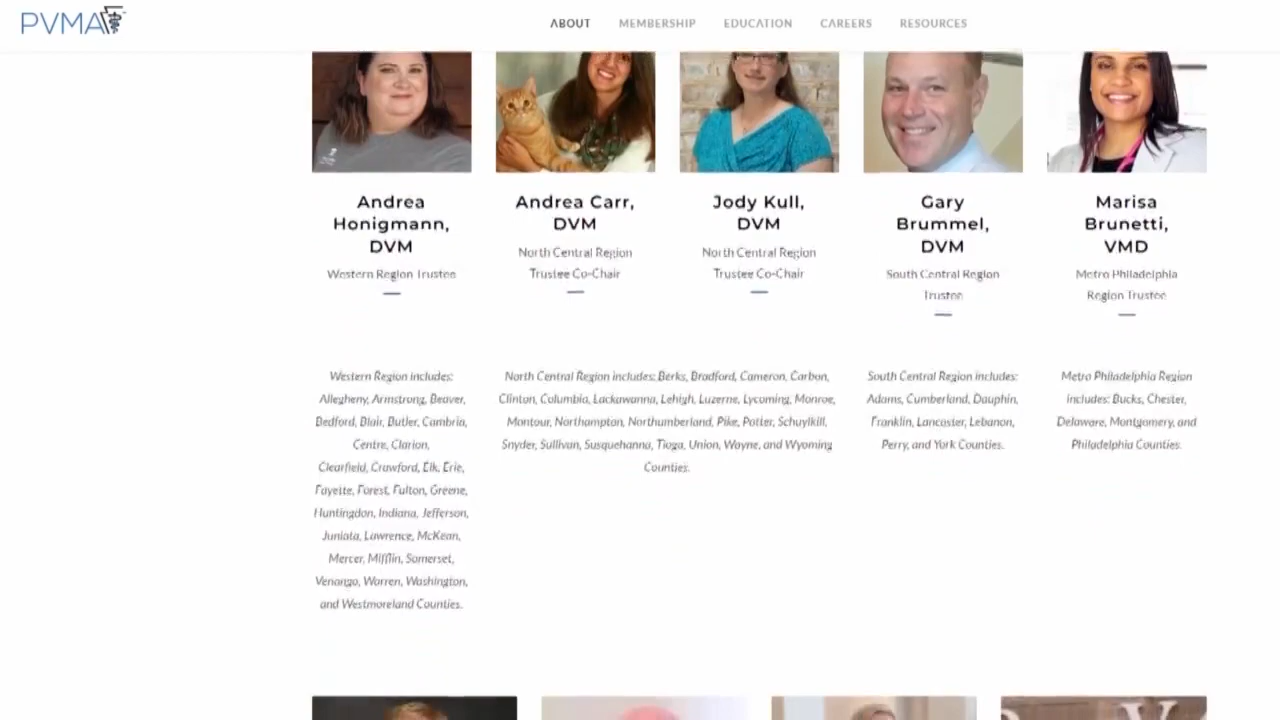 PVMA
ABOUT
MEMBERSHIP
EDUCATION
CAREERS
RESOURCES
Andrea
Honigmann,
DVM
Western Region Trustee
Andrea Carr,
DVM
North Central Region
Trustee Co-Chair
Jody Kull,
DVM
North Central Region
Trustee Co-Chair
Gary
Brummel,
DVM
South Central Region
Trustee
Marisa
Brunetti,
VMD
Metro Philadelphia
Region Trustee
Western Region includes:
Allegheny, Armstrong, Beaver,
Bedford, Blair, Butler, Cambria,
Centre, Clarion,
Clearfield, Crawford, Elk, Erie,
Fayette, Forest, Fulton, Greene,
Huntingdon, Indiana, Jefferson,
Juniata, Lawrence, McKean,
Mercer, Mifflin, Somerset,
Venango, Warren, Washington,
and Westmoreland Counties.
North Central Region includes: Berks, Bradford, Cameron, Carbon,
Clinton, Columbia, Lackawanna, Lehigh, Luzerne, Lycoming, Monroe,
Montour, Northampton, Northumberland, Pike, Potter, Schuylkill,
Snyder, Sullivan, Susquehanna, Tioga, Union, Wayne, and Wyoming
Counties.
South Central Region includes:
Adams, Cumberland, Dauphin,
Franklin, Lancaster, Lebanon,
Perry, and York Counties.
Metro Philadelphia Region
includes: Bucks, Chester,
Delaware, Montgomery, and
Philadelphia Counties.